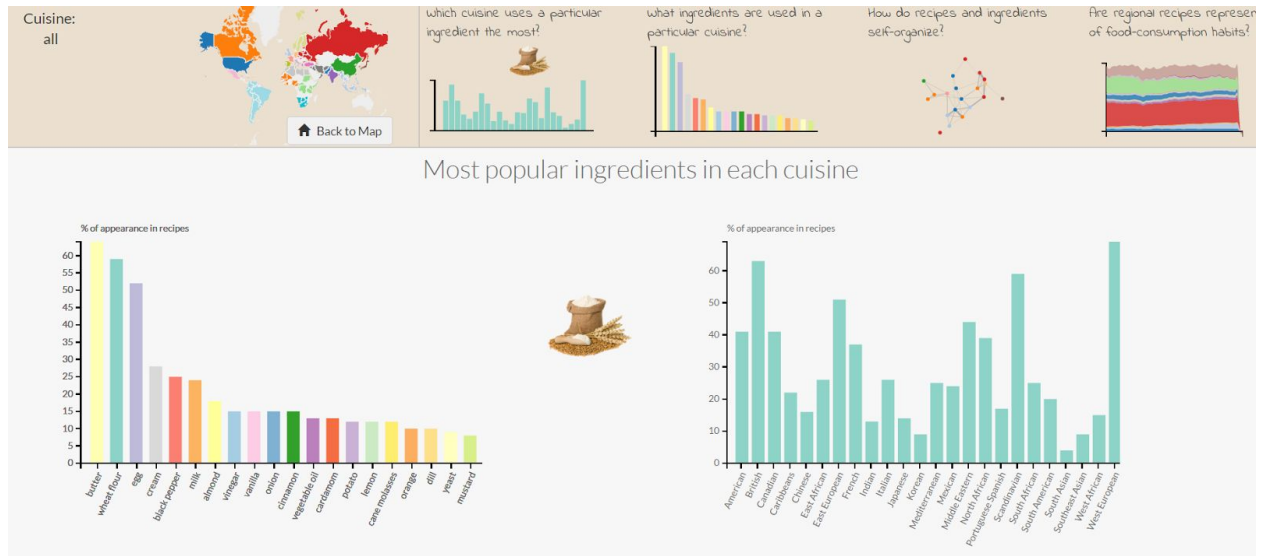 Cuisine:
all
Back to Map
Which cuisine uses a particular
ingredient the most?
What ingredients are used in a
particular cuisine?
How do recipes and ingredients
self-organize?
Are regional recipes represen
of food-consumption habits?
Most popular ingredients in each cuisine
% of appearance in recipes
60
55
50
45
40
35
30
25
20
15
10
5
0
butter
wheat flour
egg
cream
black pepper
milk
almond
vinegar
vanilla
onion
cinnamon
vegetable oil
cardamom
potato
lemon
cane molasses
orange
dill
yeast
mustard
% of appearance in recipes
60
50
40
30
20
10
0
American
British
Canadian
Caribbeans
Chinese
East African
East European
French
Indian
Italian
Japanese
Korean
Mediterranean
Mexican
Middle Eastern
North African
Portuguese Spanish
Scandinavian
South African
South American
South Asian
Southeast Asian
West African
West European